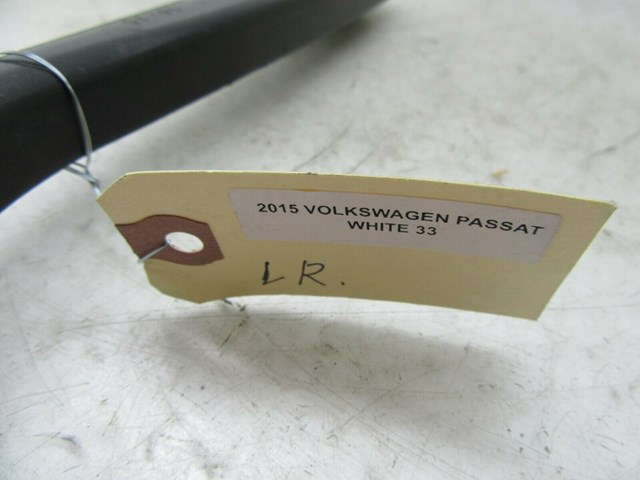 2015 VOLKSWAGEN PASSAT
WHITE 33
LR.